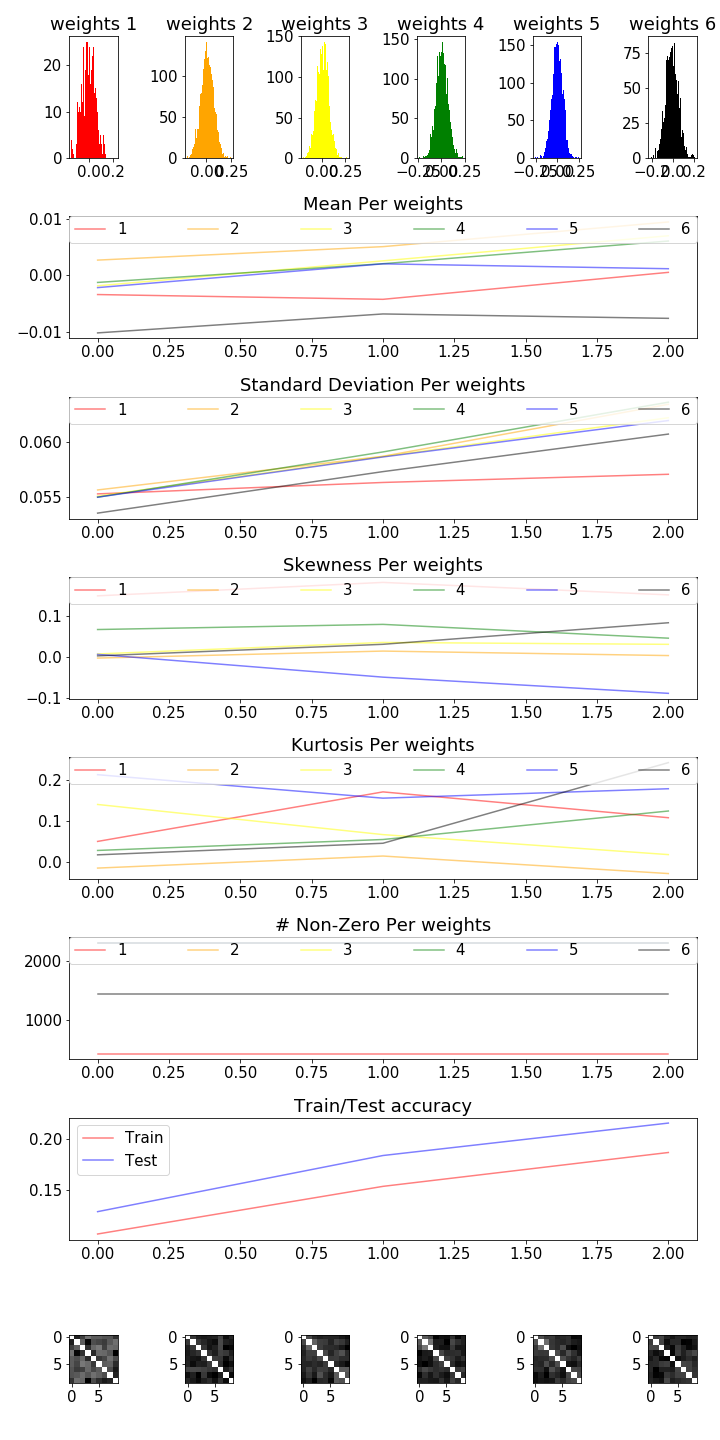 weights 1 weights 2 weights 3 weights 4 weights 5 weights 6
20 10 0
100 50 0
150 100 50 0
150 100 50 0
150 100 50 0
75 50 25 0
0.0 0.2 0.00 0.25 0.00 0.25 −0.25 0.00 0.25 −0.25 0.00 0.25 −0.2 0.0 0.2
Mean Per weights
1 2 3 4 5 6
0.01
0.00
−0.01
0.00 0.25 0.50 0.75 1.00 1.25 1.50 1.75 2.00
Standard Deviation Per weights
1 2 3 4 5 6
0.060
0.055
0.00 0.25 0.50 0.75 1.00 1.25 1.50 1.75 2.00
Skewness Per weights
1 2 3 4 5 6
0.1
0.0
−0.1
0.00 0.25 0.50 0.75 1.00 1.25 1.50 1.75 2.00
Kurtosis Per weights
1 2 3 4 5 6
0.2
0.1
0.0
0.00 0.25 0.50 0.75 1.00 1.25 1.50 1.75 2.00
# Non-Zero Per weights
1 2 3 4 5 6
2000
1000
0.00 0.25 0.50 0.75 1.00 1.25 1.50 1.75 2.00
Train/Test accuracy
Train
Test
0.20
0.15
0.00 0.25 0.50 0.75 1.00 1.25 1.50 1.75 2.00
0 0 0 0 0 0
5 5 5 5 5 5
0 5 0 5 0 5 0 5 0 5 0 5